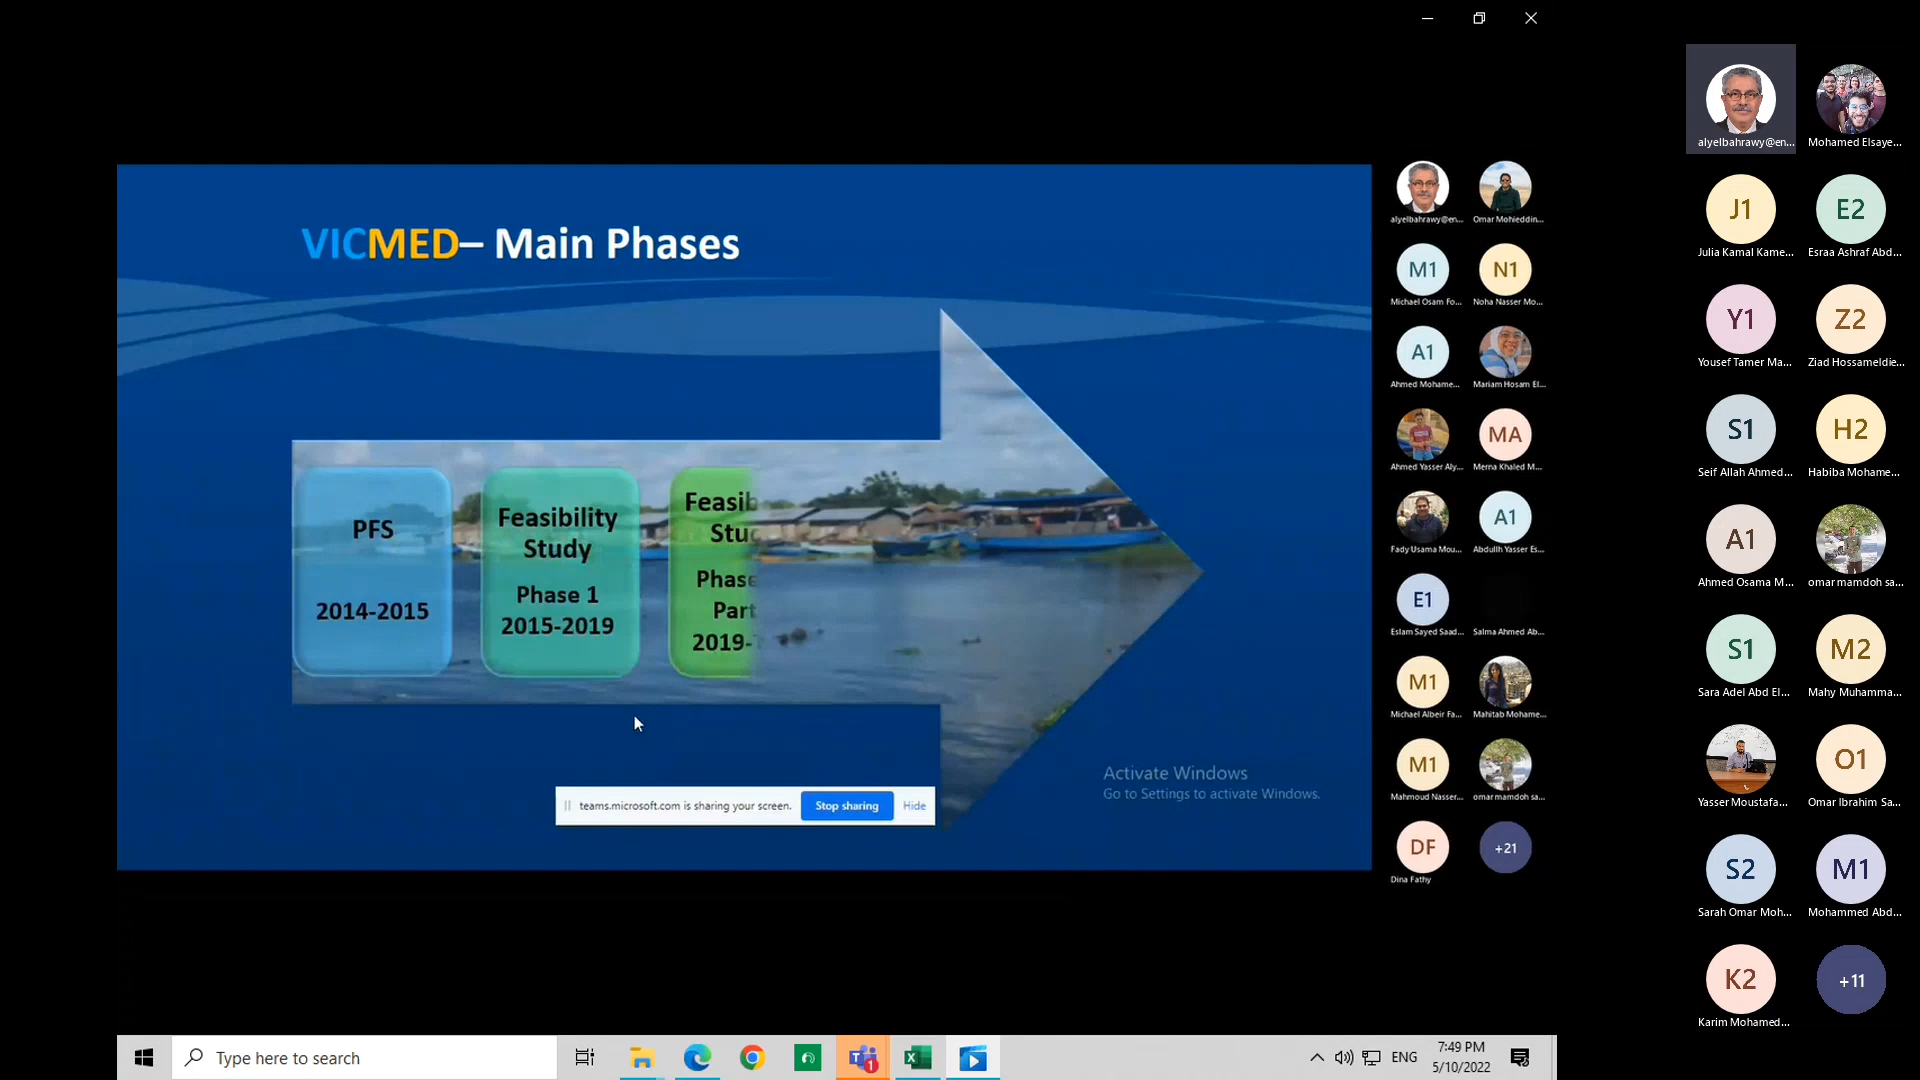 VICMED– Main Phases
PFS
2014-2015
Feasibility
Study
Phase 1
2015-2019
Feasib
Stu
Phase
Part
2019-
Activate Windows
Go to Settings to activate Windows.
teams.microsoft.com is sharing your screen.
Stop sharing
Hide
alyelbahrawy@en...
Omar Mohieddin...
M1
Michael Osam Fo...
N1
Noha Nasser Mo...
A1
Ahmed Mohame...
Mariam Hosam El...
Ahmed Yasser Aly...
MA
Merna Khaled M...
Fady Usama Mou...
A1
Abdullh Yasser Es...
E1
Eslam Sayed Saad...
Salma Ahmed Ab...
M1
Michael Albeir Fa...
Mahitab Mohame...
M1
Mahmoud Nasser...
omar mamdoh sa...
DF
Dina Fathy
+21
alyelbahrawy@en...
Mohamed Elsaye...
J1
Julia Kamal Kame...
E2
Esraa Ashraf Abd...
Y1
Yousef Tamer Ma...
Z2
Ziad Hossameldie...
S1
Seif Allah Ahmed...
H2
Habiba Mohame...
A1
Ahmed Osama M...
omar mamdoh sa...
S1
Sara Adel Abd El...
M2
Mahy Muhamma...
Yasser Moustafa...
O1
Omar Ibrahim Sa...
S2
Sarah Omar Moh...
M1
Mohammed Abd...
K2
Karim Mohamed...
+11
Type here to search
1
ENG
7:49 PM
5/10/2022